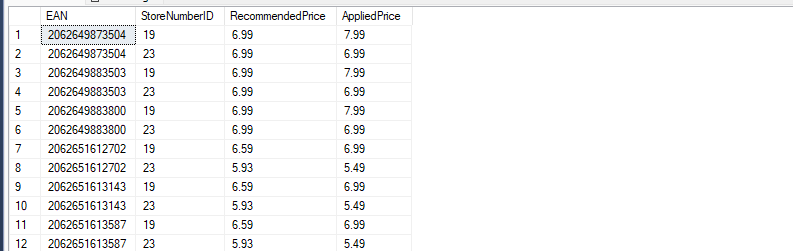 EAN StoreNumberID RecommendedPrice AppliedPrice
1 2062649873504 19 6.99 7.99
2 2062649873504 23 6.99 6.99
3 2062649883503 19 6.99 7.99
4 2062649883503 23 6.99 6.99
5 2062649883800 19 6.99 7.99
6 2062649883800 23 6.99 6.99
7 2062651612702 19 6.59 6.99
8 2062651612702 23 5.93 5.49
9 2062651613143 19 6.59 6.99
10 2062651613143 23 5.93 5.49
11 2062651613587 19 6.59 6.99
12 2062651613587 23 5.93 5.49